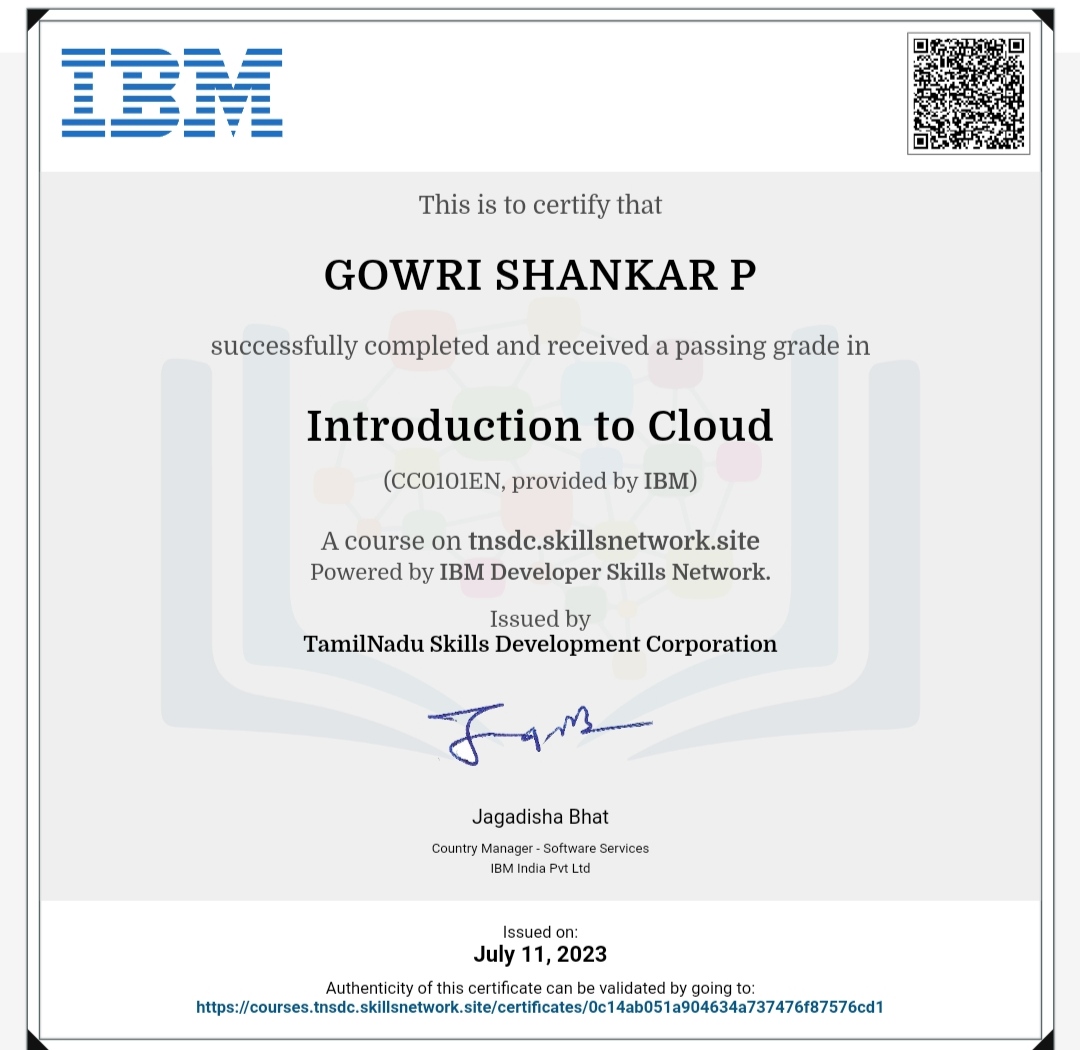 IBM
This is to certify that
GOWRI SHANKAR P
successfully completed and received a passing grade in
Introduction to Cloud
(CC0101EN, provided by IBM)
A course on tnsdc.skillsnetwork.site
Powered by IBM Developer Skills Network.
Issued by
TamilNadu Skills Development Corporation
Jagadisha Bhat
Country Manager - Software Services
IBM India Pvt Ltd
Issued on:
July 11, 2023
Authenticity of this certificate can be validated by going to:
https://courses.tnsdc.skillsnetwork.site/certificates/0c14ab051a904634a737476f87576cd1